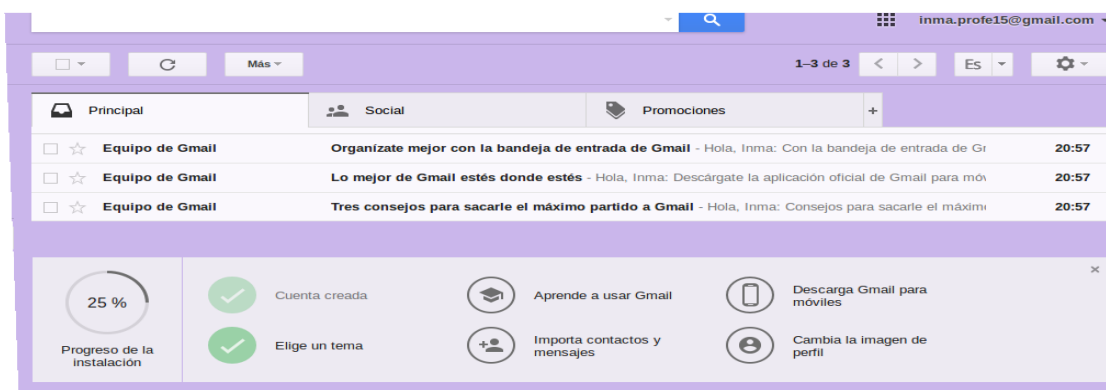 inma.profe15@gmail.com
Más 1–3 de 3 Es
Principal Social Promociones +
Equipo de Gmail Organízate mejor con la bandeja de entrada de Gmail - Hola, Inma: Con la bandeja de entrada de 20:57
Equipo de Gmail Lo mejor de Gmail estés donde estés - Hola, Inma: Descárgate la aplicación oficial de Gmail para 20:57
Equipo de Gmail Tres consejos para sacarle el máximo partido a Gmail - Hola, Inma: Consejos para sacarle el 20:57
25 %
Progreso de la
instalación
Cuenta creada
Aprende a usar Gmail
Descarga Gmail para
móviles
Elige un tema
Importa contactos y
mensajes
Cambia la imagen de
perfil